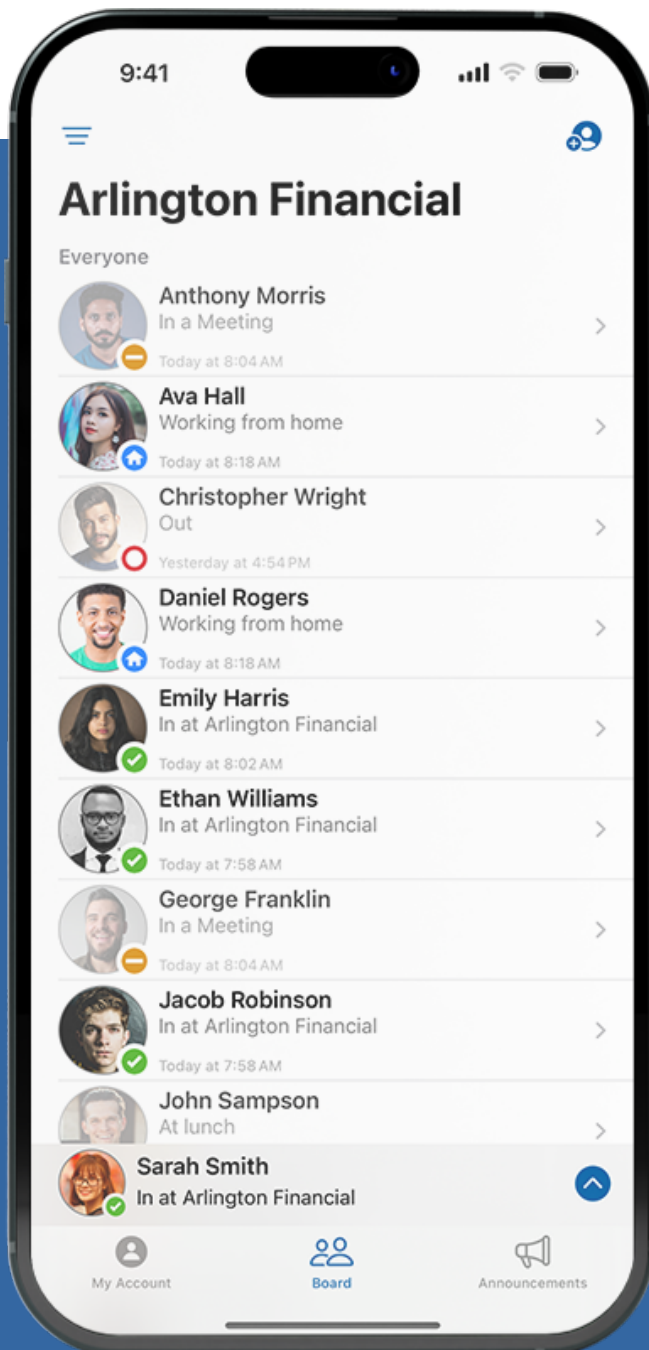 9:41
Arlington Financial
Everyone
Anthony Morris
In a Meeting
Today at 8:04 AM
Ava Hall
Working from home
Today at 8:18 AM
Christopher Wright
Out
Yesterday at 4:54 PM
Daniel Rogers
Working from home
Today at 8:18 AM
Emily Harris
In at Arlington Financial
Today at 8:02 AM
Ethan Williams
In at Arlington Financial
Today at 7:58 AM
George Franklin
In a Meeting
Today at 8:04 AM
Jacob Robinson
In at Arlington Financial
Today at 7:58 AM
John Sampson
At lunch
Sarah Smith
In at Arlington Financial
My Account
Board
Announcements